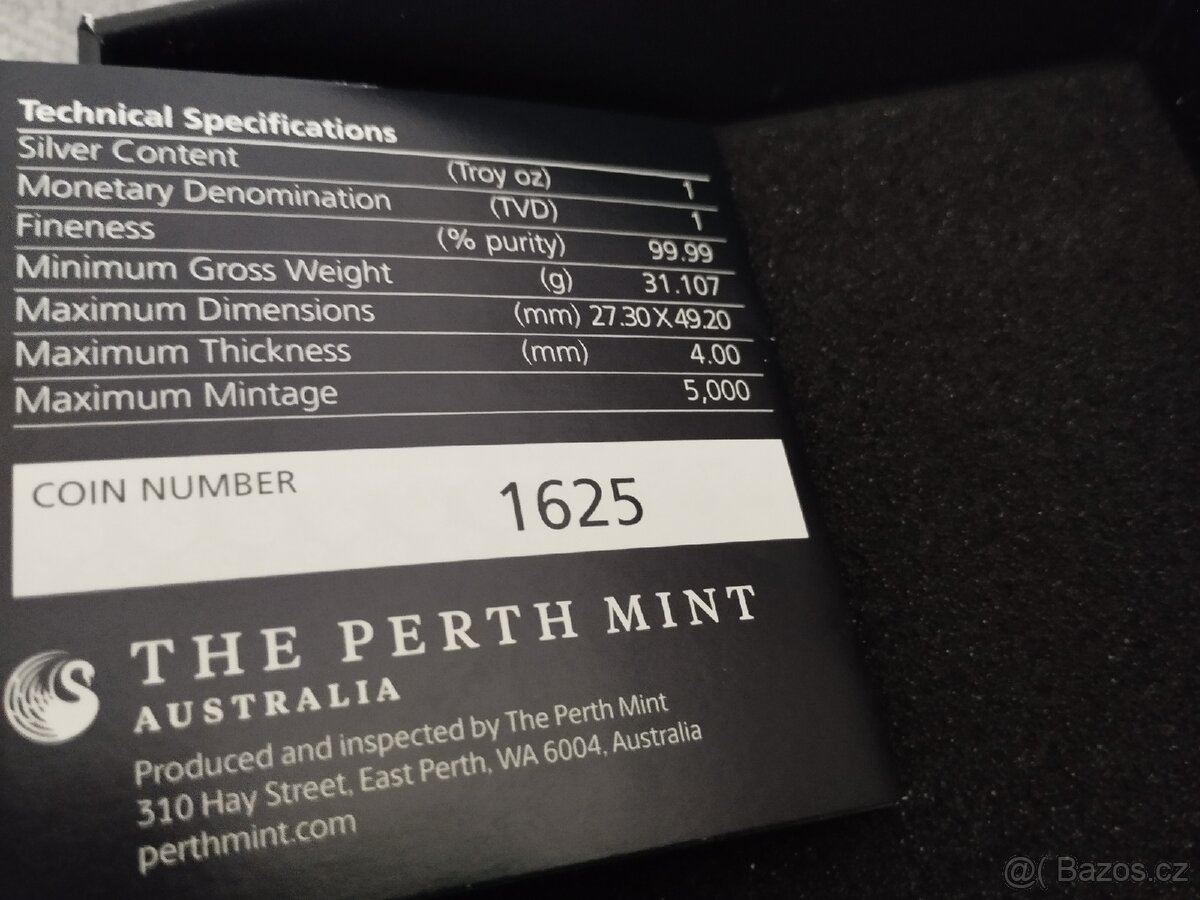 Technical Specifications
Silver Content (Troy oz) 1
Monetary Denomination (TVD) 1
Fineness (% purity) 99.99
Minimum Gross Weight (g) 31.107
Maximum Dimensions (mm) 27.30 X 49.20
Maximum Thickness (mm) 4.00
Maximum Mintage 5,000
COIN NUMBER 1625
THE PERTH MINT
AUSTRALIA
Produced and inspected by The Perth Mint
310 Hay Street, East Perth, WA 6004, Australia
perthmint.com
@( Bazos.cz